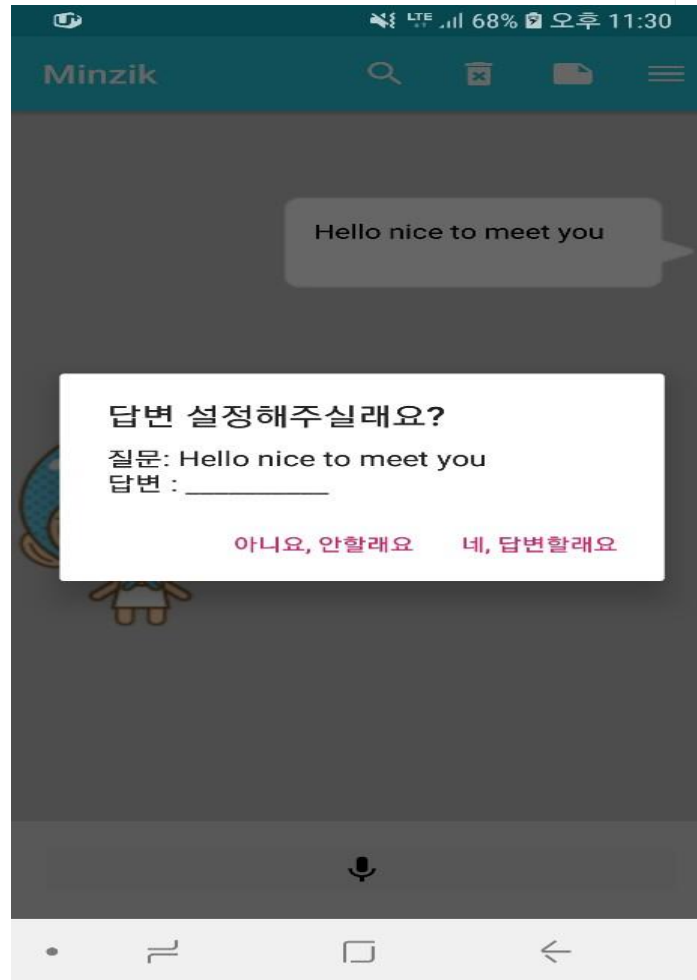 LTE 68% 오후 11:30
Minzik
Hello nice to meet you
답변 설정해주실래요?
질문: Hello nice to meet you
답변 : __________
아니요, 안할래요 네, 답변할래요